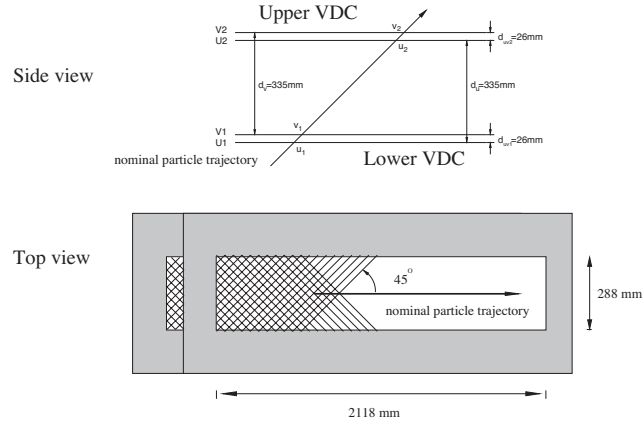 Upper VDC
Side view
V2
U2
v2
u2
duv2=26mm
dv=335mm
du=335mm
V1
U1
v1
u1
duv1=26mm
nominal particle trajectory
Lower VDC
Top view
45°
nominal particle trajectory
288 mm
2118 mm